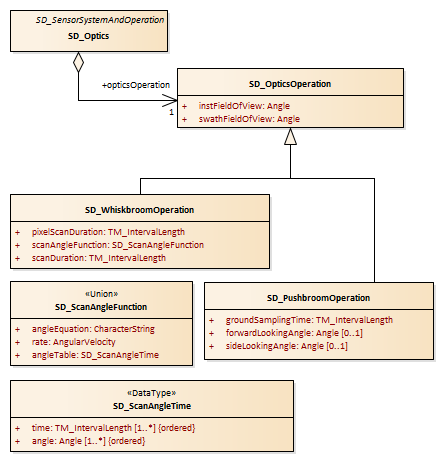 SD_SensorSystemAndOperation
SD_Optics
+opticsOperation
1
SD_OpticsOperation
+ instFieldOfView: Angle
+ swathFieldOfView: Angle
SD_WhiskbroomOperation
+ pixelScanDuration: TM_IntervalLength
+ scanAngleFunction: SD_ScanAngleFunction
+ scanDuration: TM_IntervalLength
«Union»
SD_ScanAngleFunction
+ angleEquation: CharacterString
+ rate: AngularVelocity
+ angleTable: SD_ScanAngleTime
SD_PushbroomOperation
+ groundSamplingTime: TM_IntervalLength
+ forwardLookingAngle: Angle [0..1]
+ sideLookingAngle: Angle [0..1]
«DataType»
SD_ScanAngleTime
+ time: TM_IntervalLength [1..*] {ordered}
+ angle: Angle [1..*] {ordered}